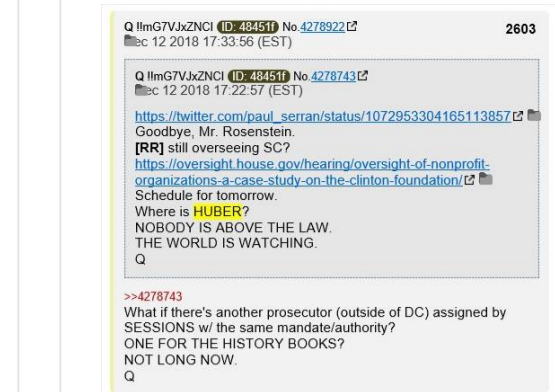 Q !!mG7VJxZNCI ID: 48451f No.4278922
2603
Dec 12 2018 17:33:56 (EST)
Q !!mG7VJxZNCI ID: 48451f No.4278743
Dec 12 2018 17:22:57 (EST)
https://twitter.com/paul_serran/status/1072953304165113857
Goodbye, Mr. Rosenstein.
[RR] still overseeing SC?
https://oversight.house.gov/hearing/oversight-of-nonprofit-
organizations-a-case-study-on-the-clinton-foundation/
Schedule for tomorrow.
Where is HUBER?
NOBODY IS ABOVE THE LAW.
THE WORLD IS WATCHING.
Q
>>4278743
What if there's another prosecutor (outside of DC) assigned by
SESSIONS w/ the same mandate/authority?
ONE FOR THE HISTORY BOOKS?
NOT LONG NOW.
Q